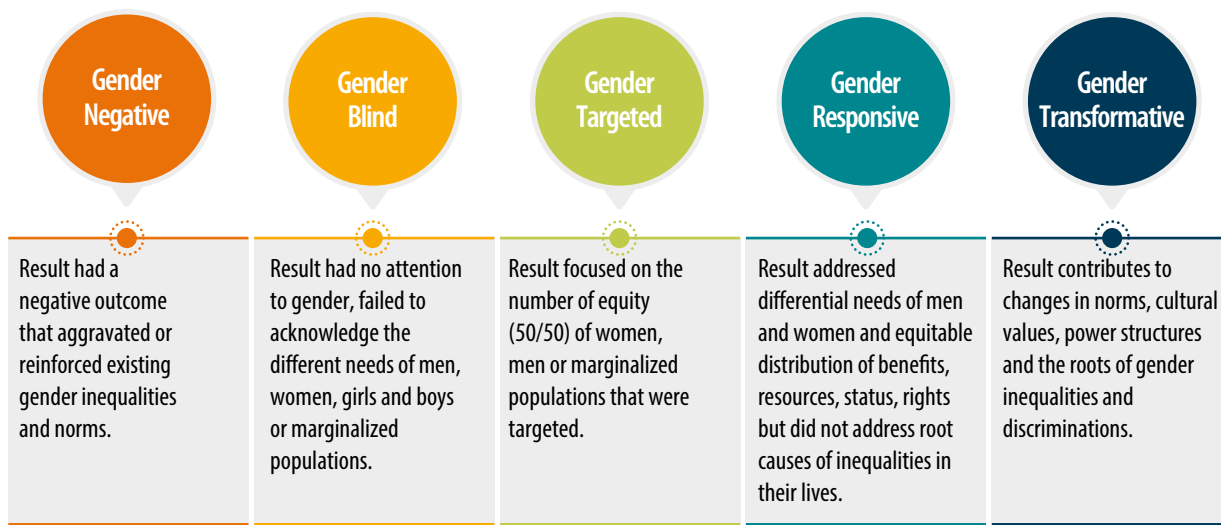 Gender
Negative
Gender
Blind
Gender
Targeted
Gender
Responsive
Gender
Transformative
Result had a
negative outcome
that aggravated or
reinforced existing
gender inequalities
and norms.
Result had no attention
to gender, failed to
acknowledge the
different needs of men,
women, girls and boys
or marginalized
populations.
Result focused on the
number of equity
(50/50) of women,
men or marginalized
populations that were
targeted.
Result addressed
differential needs of men
and women and equitable
distribution of benefits,
resources, status, rights
but did not address root
causes of inequalities in
their lives.
Result contributes to
changes in norms, cultural
values, power structures
and the roots of gender
inequalities and
discriminations.